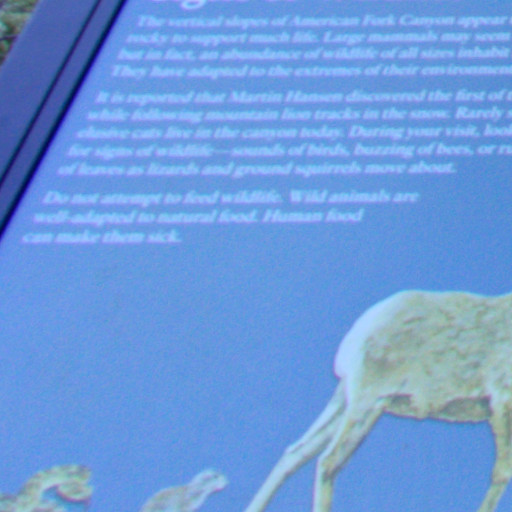 The vertical slopes of American Fork Canyon appear
rocky to support much life. Large mammals may seem
but in fact, an abundance of wildlife of all sizes inhabit
They have adapted to the extremes of their environment
It is reported that Martin Hansen discovered the first of
while following mountain lion tracks in the snow. Rarely
elusive cats live in the canyon today. During your visit, look
for signs of wildlife—sounds of birds, buzzing of bees, or
of leaves as lizards and ground squirrels move about.
Do not attempt to feed wildlife. Wild animals are
well-adapted to natural food. Human food
can make them sick.